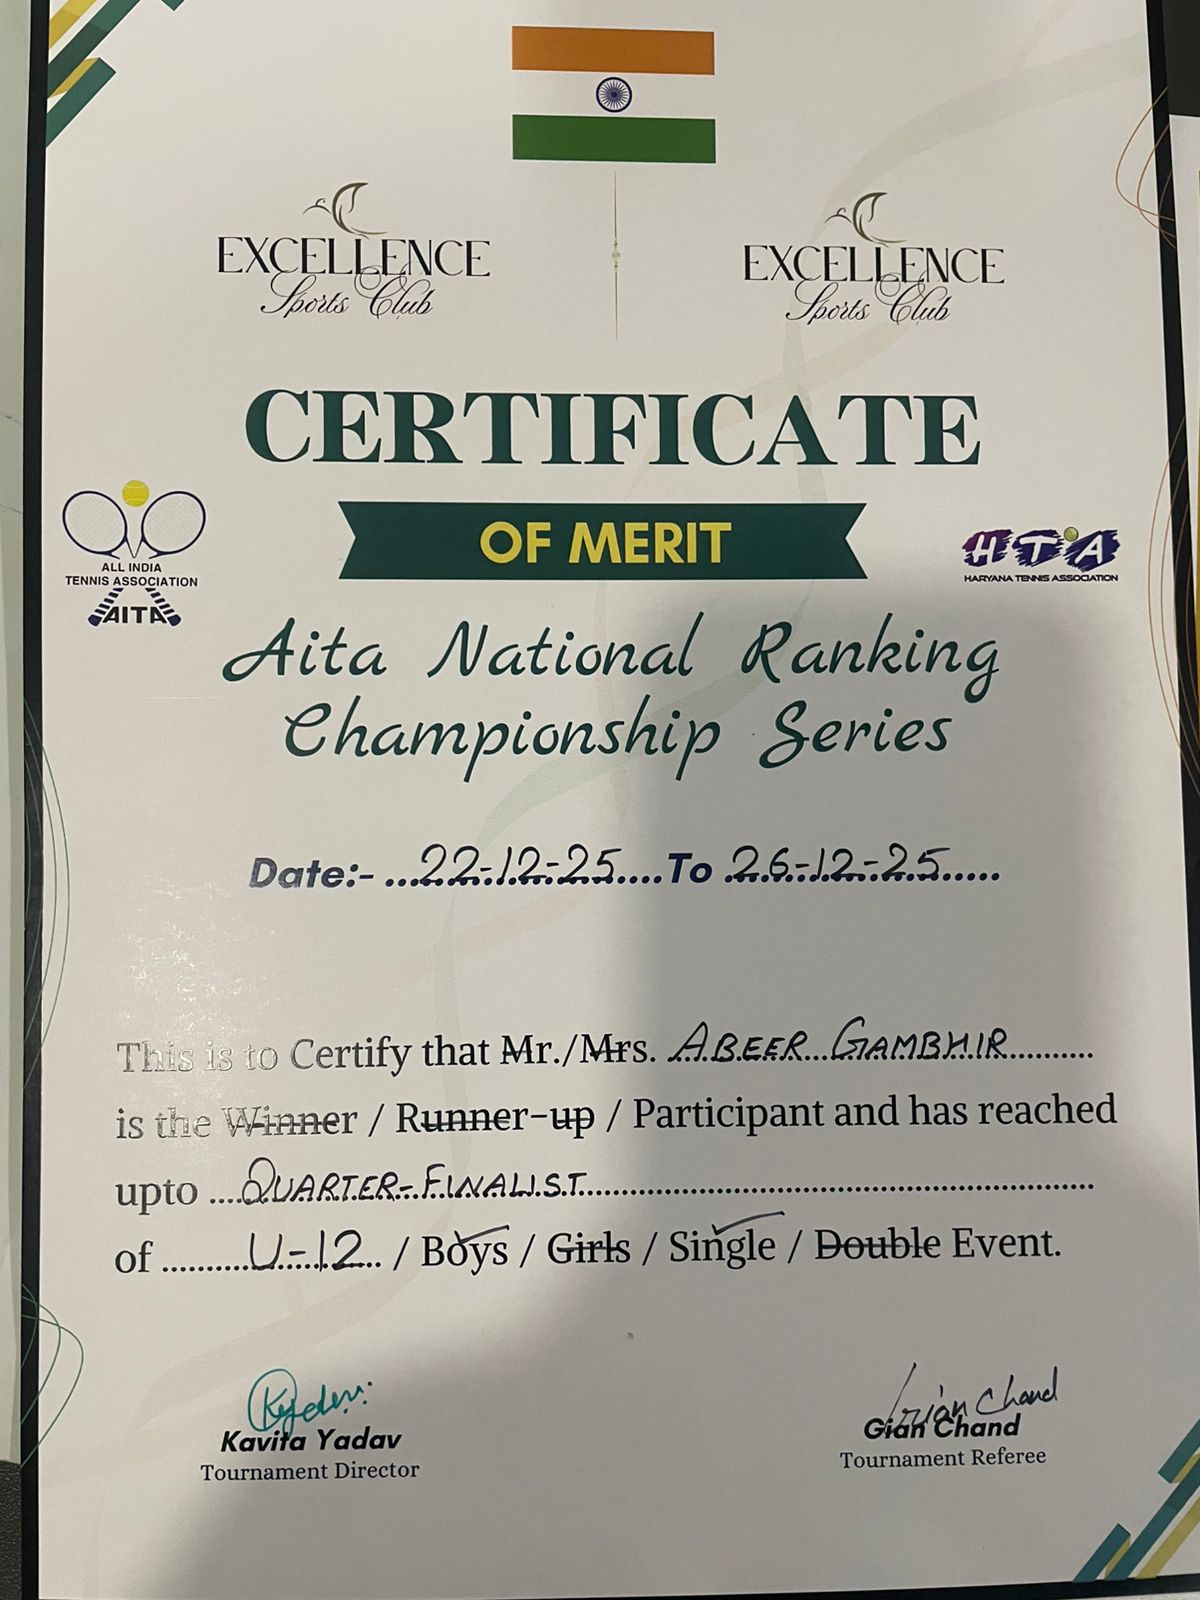 EXCELLENCE
Sports Club
EXCELLENCE
Sports Club
CERTIFICATE
OF MERIT
ALL INDIA
TENNIS ASSOCIATION
AITA
HTA
HARYANA TENNIS ASSOCIATION
Aita National Ranking
Championship Series
Date:- ...22-12-25....To 26-12-25.....
This is to Certify that Mr./Mrs. ABEER GAMBHIR..........
is the Winner / Runner-up / Participant and has reached
upto ....QUARTER-FINALIST..........
of ..........U-12.. / Boys / Girls / Single / Double Event.
Kavita Yadav
Tournament Director
Gian Chand
Gian Chand
Tournament Referee